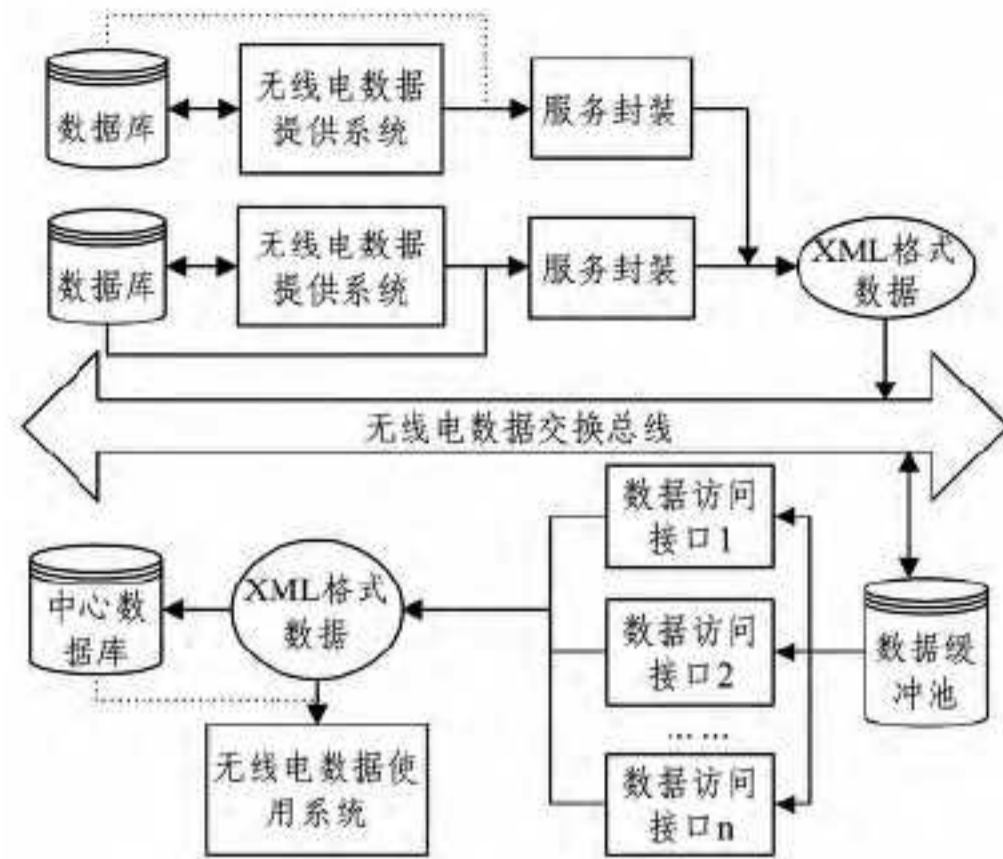 数据库
无线电数据
提供系统
服务封装
数据库
无线电数据
提供系统
服务封装
XML格式
数据
无线电数据交换总线
数据访问
接口1
中心数
据库
XML格式
数据
数据访问
接口2
数据缓
冲池
……
无线电数据使
用系统
数据访问
接口n